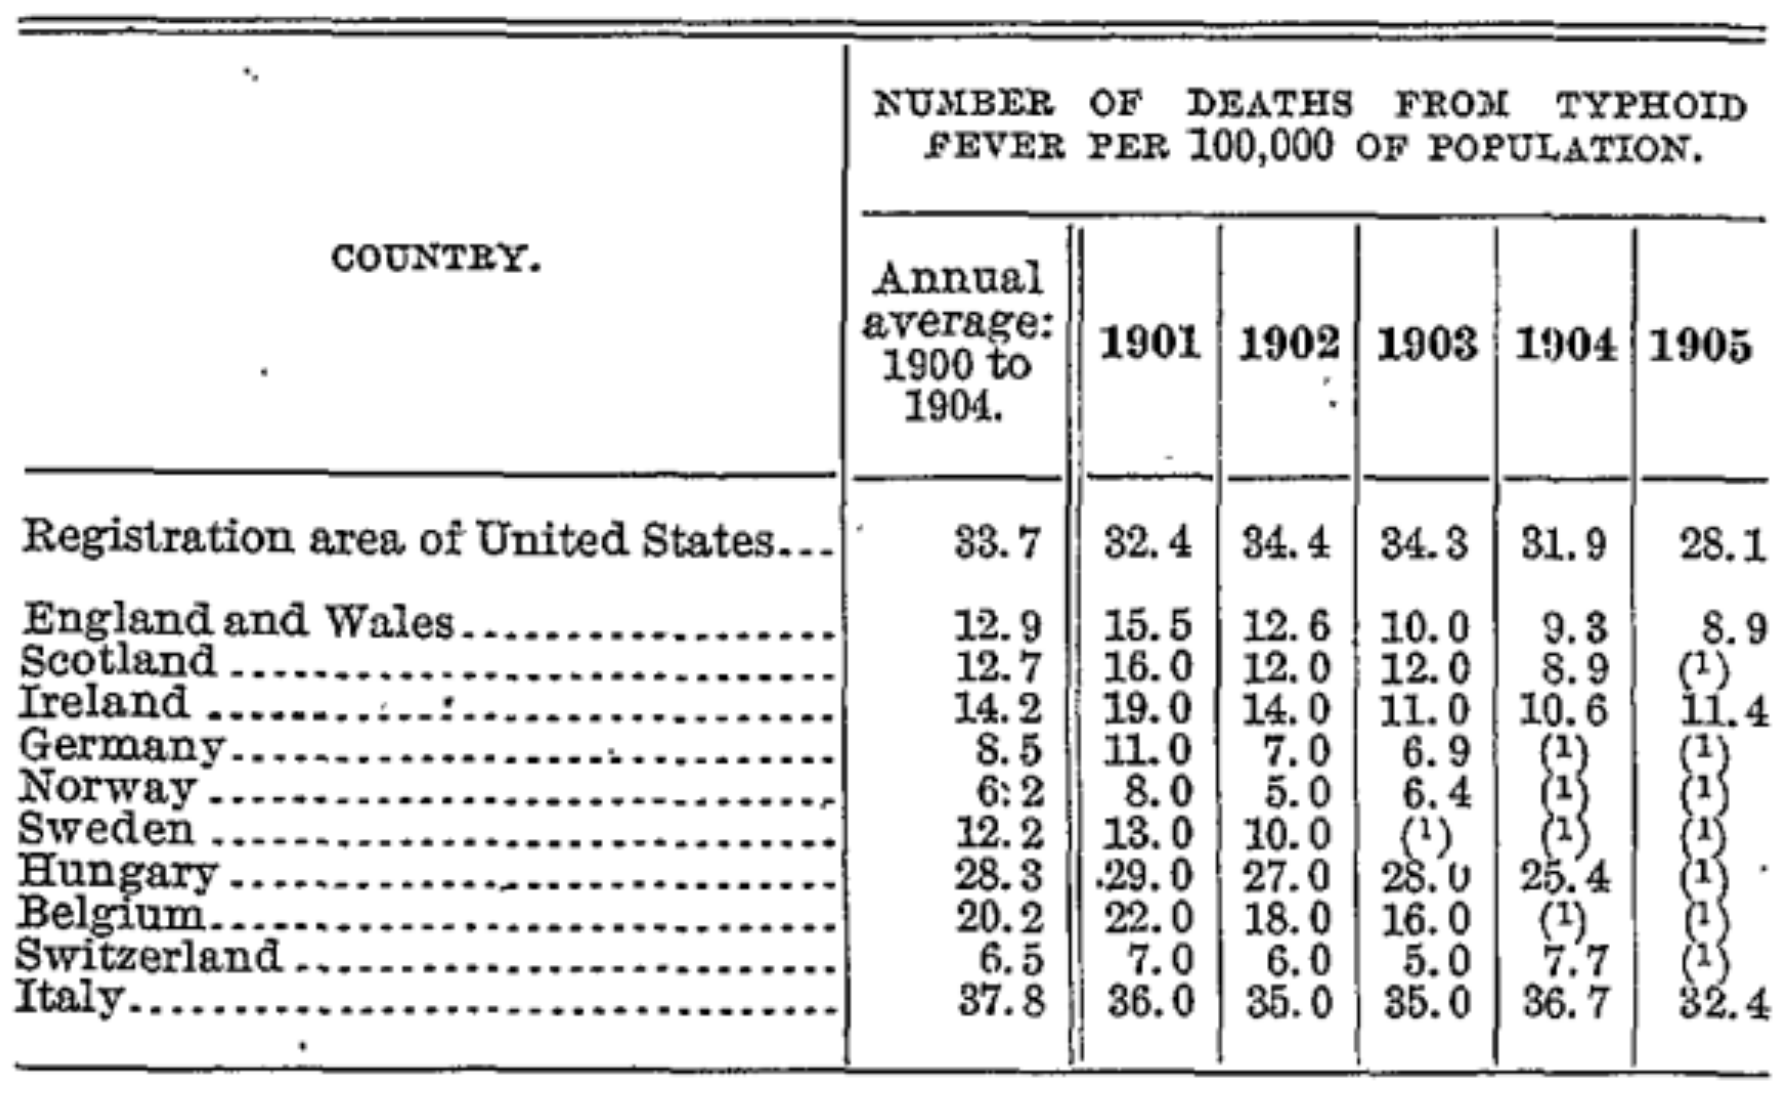 NUMBER OF DEATHS FROM TYPHOID
FEVER PER 100,000 OF POPULATION.
COUNTRY.
Annual
average:
1900 to
1904.
1901 1902 1903 1904 1905
Registration area of United States... 33.7 32.4 34.4 34.3 31.9 28.1
England and Wales 12.9 15.5 12.6 10.0 9.3 8.9
Scotland 12.7 16.0 12.0 12.0 8.9 (1)
Ireland 14.2 19.0 14.0 11.0 10.6 11.4
Germany 8.5 11.0 7.0 6.9 (1) (1)
Norway 6.2 8.0 5.0 6.4 (1) (1)
Sweden 12.2 13.0 10.0 (1) (1) (1)
Hungary 28.3 29.0 27.0 28.0 25.4 (1)
Belgium 20.2 22.0 18.0 16.0 (1) (1)
Switzerland 6.5 7.0 6.0 5.0 7.7 (1)
Italy 37.8 36.0 35.0 35.0 36.7 32.4